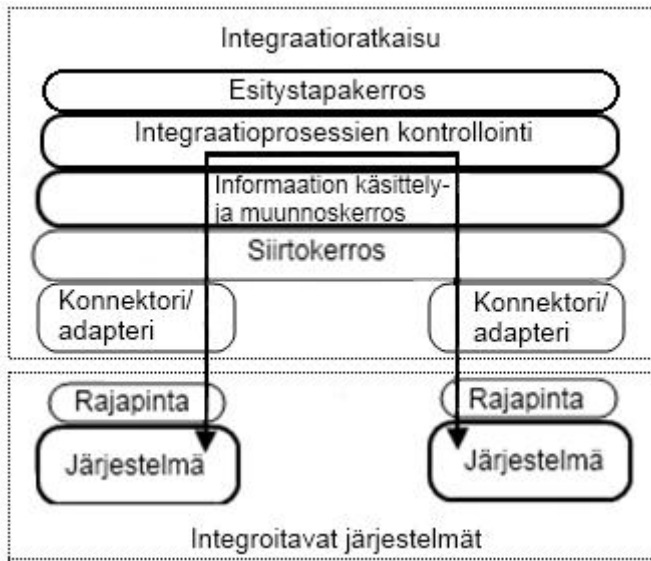 Integraatioratkaisu
Esitystapakerros
Integraatioprosessien kontrollointi
Informaation käsittely-
ja muunnoskerros
Siirtokerros
Konnektori/
adapteri
Konnektori/
adapteri
Rajapinta
Rajapinta
Järjestelmä
Järjestelmä
Integroitavat järjestelmät